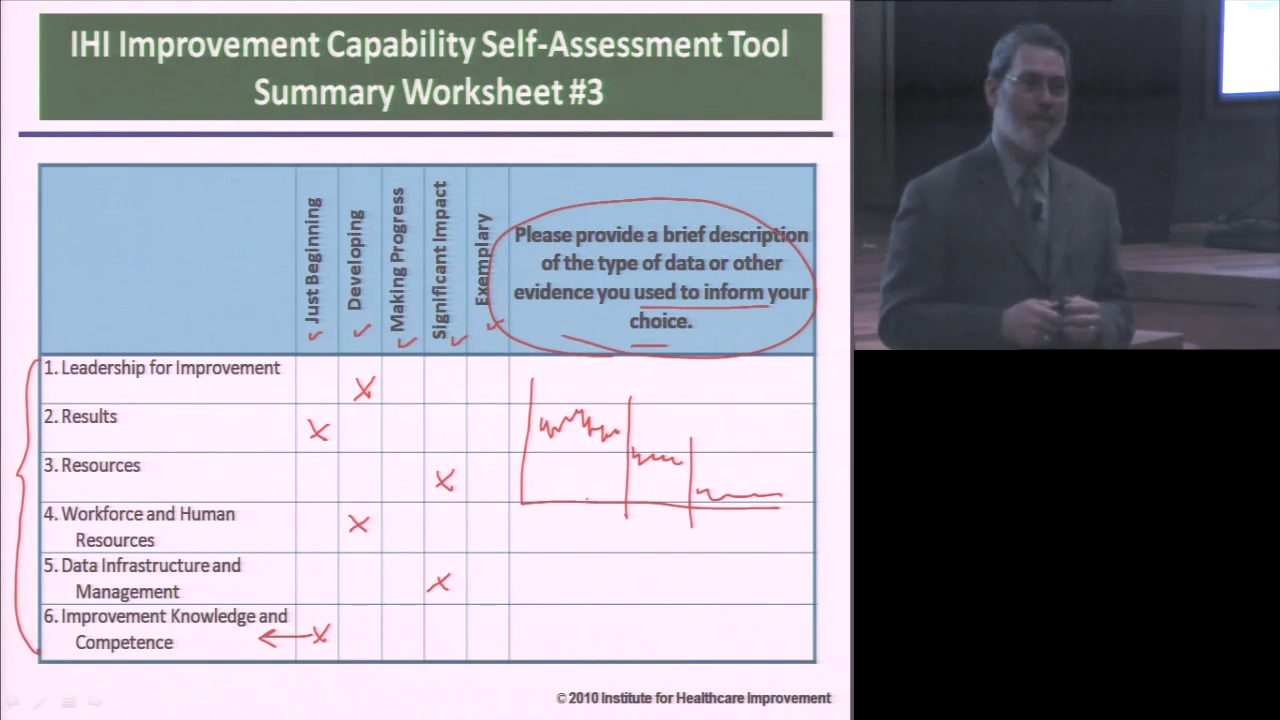 IHI Improvement Capability Self-Assessment Tool
Summary Worksheet #3
Just Beginning
Developing
Making Progress
Significant Impact
Exemplary
Please provide a brief description
of the type of data or other
evidence you used to inform your
choice.
1. Leadership for Improvement
X
2. Results
X
3. Resources
X
4. Workforce and Human
Resources
X
5. Data Infrastructure and
Management
X
6. Improvement Knowledge and
Competence
X
© 2010 Institute for Healthcare Improvement